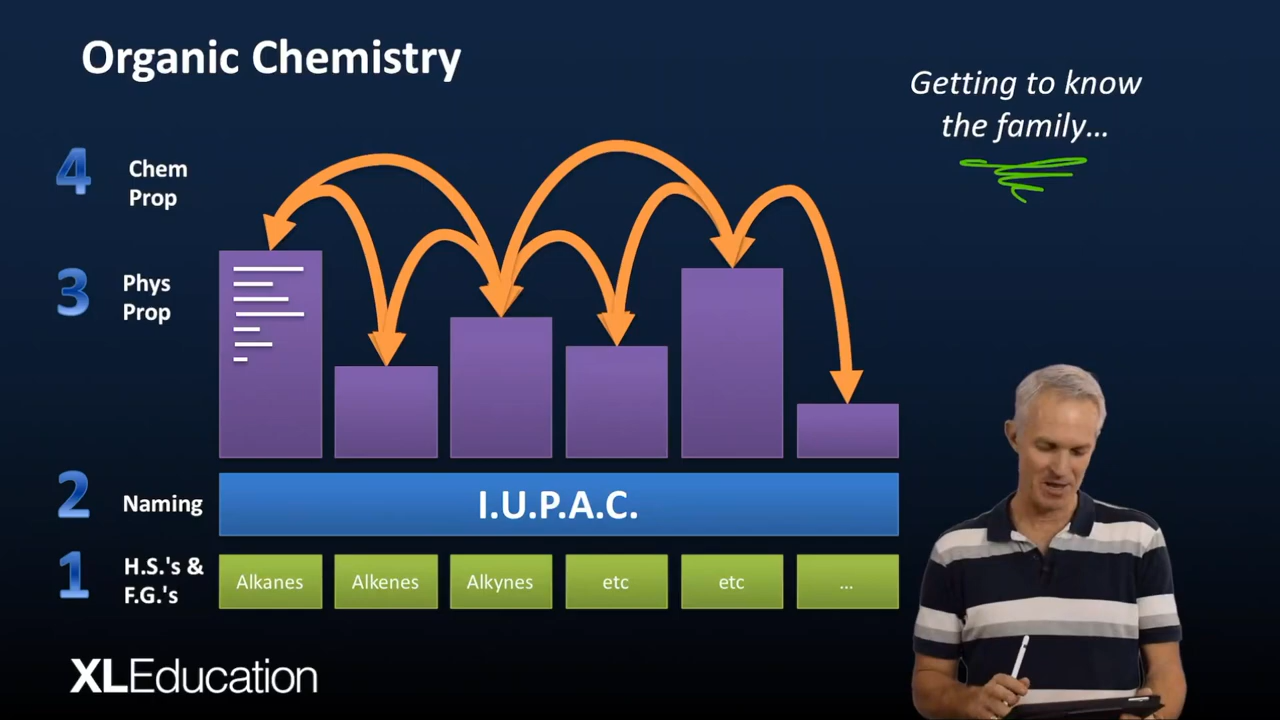 Organic Chemistry
Getting to know
the family...
4
Chem
Prop
3
Phys
Prop
2
Naming
I.U.P.A.C.
1
H.S.'s &
F.G.'s
Alkanes
Alkenes
Alkynes
etc
etc
...
XLEducation